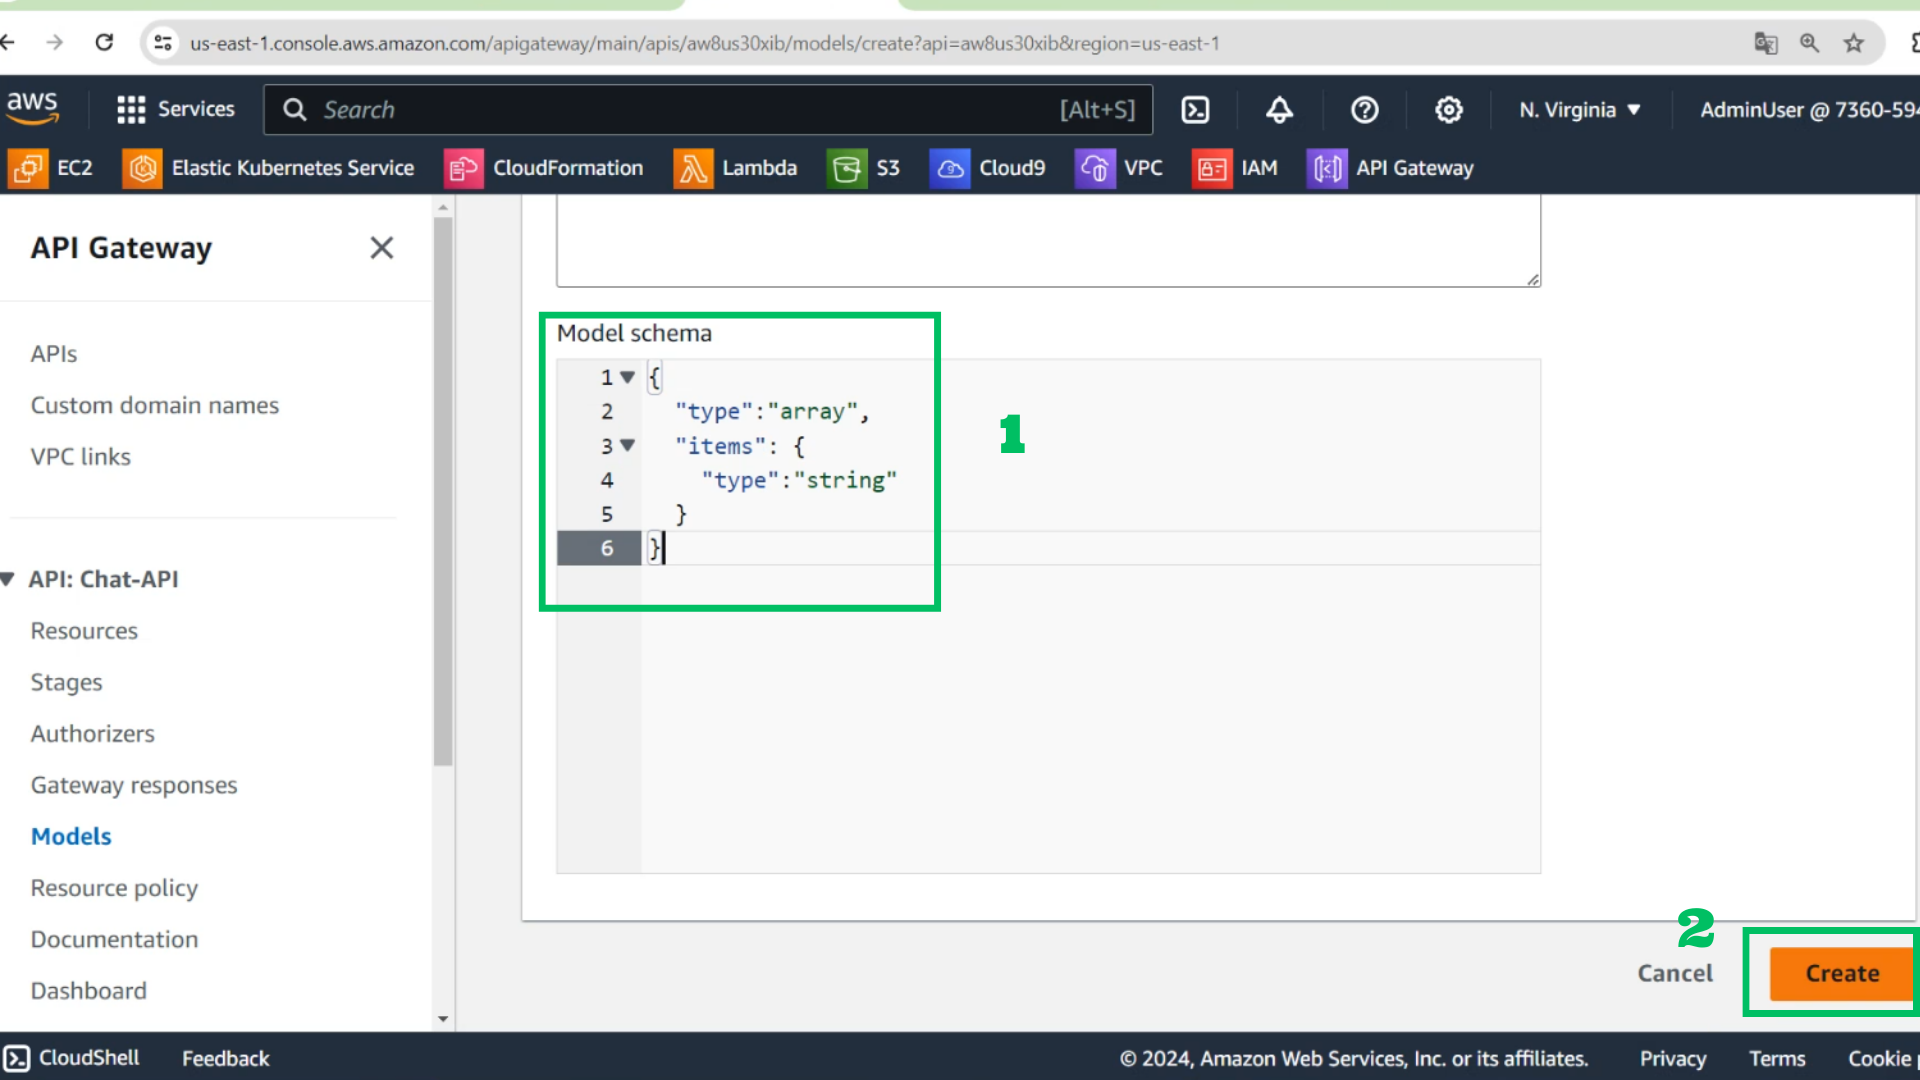 us-east-1.console.aws.amazon.com/apigateway/main/apis/aw8us30xib/models/create?api=aw8us30xib&region=us-east-1
aws
Services
Search
[Alt+S]
N. Virginia
AdminUser @ 7360-594
EC2
Elastic Kubernetes Service
CloudFormation
Lambda
S3
Cloud9
VPC
IAM
API Gateway
API Gateway
APIs
Custom domain names
VPC links
API: Chat-API
Resources
Stages
Authorizers
Gateway responses
Models
Resource policy
Documentation
Dashboard
Model schema
1 {
2 "type":"array",
3 "items": {
4 "type":"string"
5 }
6 }
1
2
Cancel
Create
CloudShell
Feedback
© 2024, Amazon Web Services, Inc. or its affiliates.
Privacy
Terms
Cookie